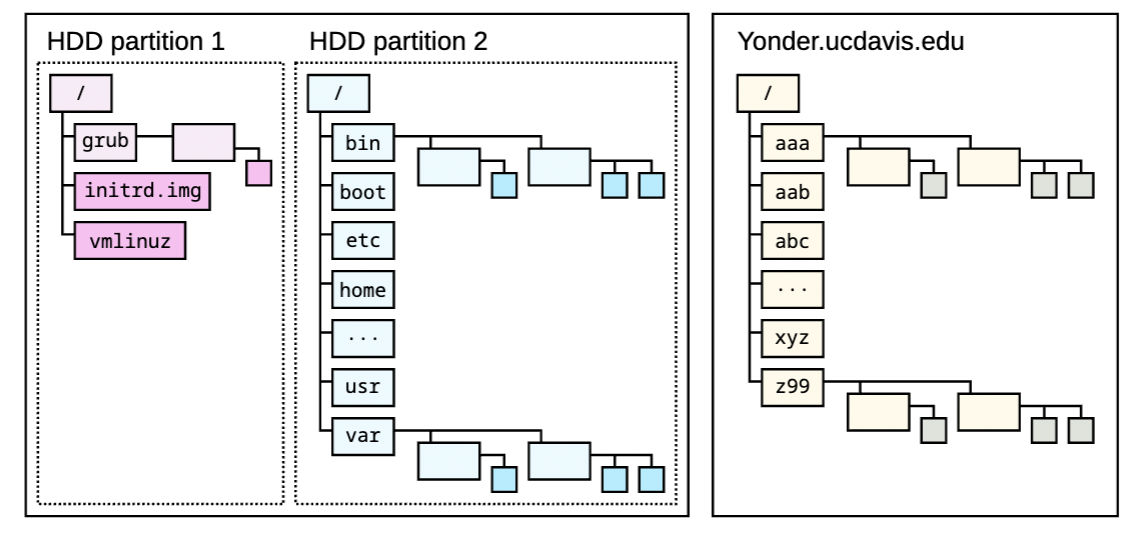 HDD partition 1
/
grub
initrd.img
vmlinuz
HDD partition 2
/
bin
boot
etc
home
...
usr
var
Yonder.ucdavis.edu
/
aaa
aab
abc
...
xyz
z99